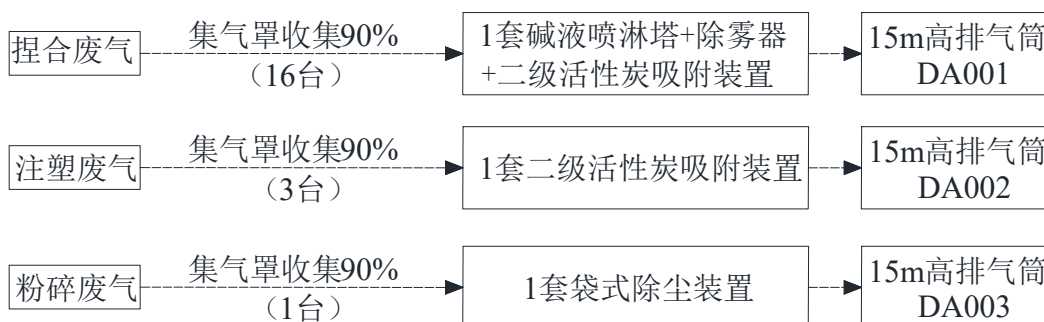 捏合废气
集气罩收集90%
（16台）
1套碱液喷淋塔+除雾器
+二级活性炭吸附装置
15m高排气筒
DA001
注塑废气
集气罩收集90%
（3台）
1套二级活性炭吸附装置
15m高排气筒
DA002
粉碎废气
集气罩收集90%
（1台）
1套袋式除尘装置
15m高排气筒
DA003